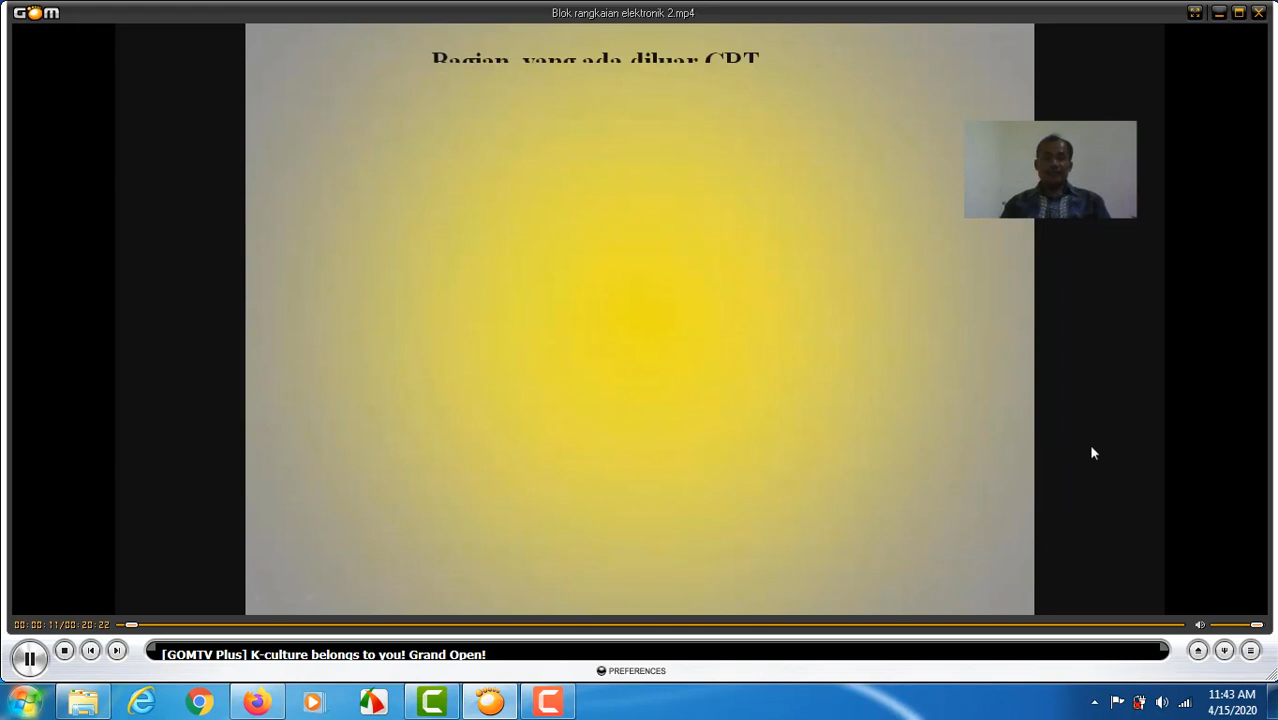 GOM
Blok rangkaian elektronik 2.mp4
Bagian yang ada diluar CRT
00:00:11/00:20:22
[GOMTV Plus] K-culture belongs to you! Grand Open!
PREFERENCES
11:43 AM
4/15/2020